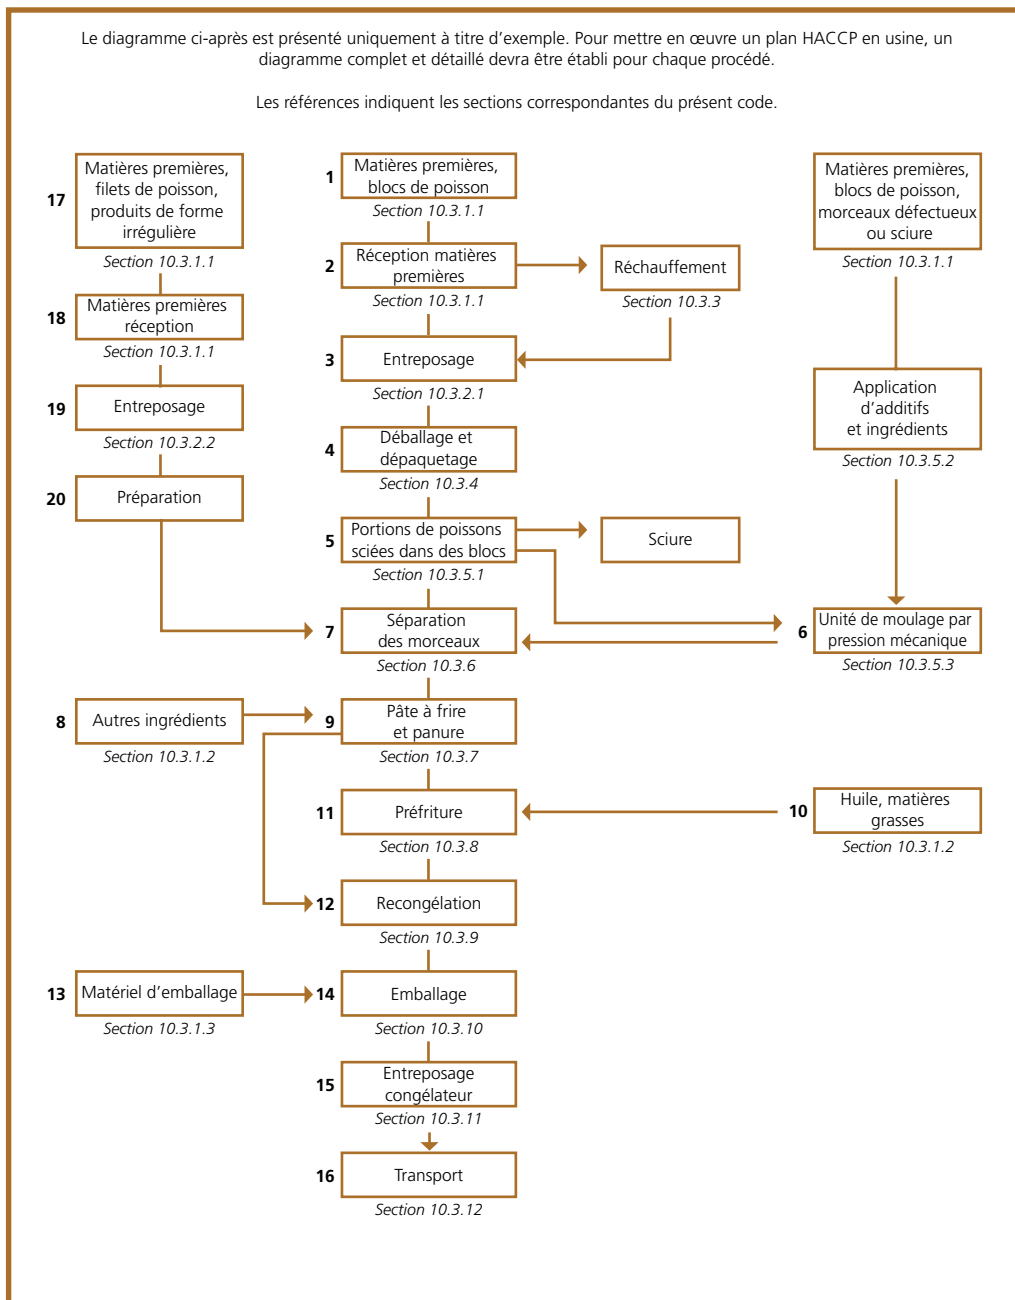 Le diagramme ci-après est présenté uniquement à titre d'exemple. Pour mettre en œuvre un plan HACCP en usine, un
diagramme complet et détaillé devra être établi pour chaque procédé.
Les références indiquent les sections correspondantes du présent code.
17
Matières premières,
filets de poisson,
produits de forme
irrégulière
Section 10.3.1.1
1
Matières premières,
blocs de poisson
Section 10.3.1.1
Matières premières,
blocs de poisson,
morceaux défectueux
ou sciure
Section 10.3.1.1
2
Réception matières
premières
Section 10.3.1.1
Réchauffement
Section 10.3.3
18
Matières premières
réception
Section 10.3.1.1
3
Entreposage
Section 10.3.2.1
19
Entreposage
Section 10.3.2.2
Application
d'additifs
et ingrédients
Section 10.3.5.2
4
Déballage et
dépaquetage
Section 10.3.4
20
Préparation
5
Portions de poissons
sciées dans des blocs
Section 10.3.5.1
Sciure
7
Séparation
des morceaux
Section 10.3.6
6
Unité de moulage par
pression mécanique
Section 10.3.5.3
8
Autres ingrédients
Section 10.3.1.2
9
Pâte à frire
et panure
Section 10.3.7
11
Préfriture
Section 10.3.8
10
Huile, matières
grasses
Section 10.3.1.2
12
Recongélation
Section 10.3.9
13
Matériel d'emballage
Section 10.3.1.3
14
Emballage
Section 10.3.10
15
Entreposage
congélateur
Section 10.3.11
16
Transport
Section 10.3.12